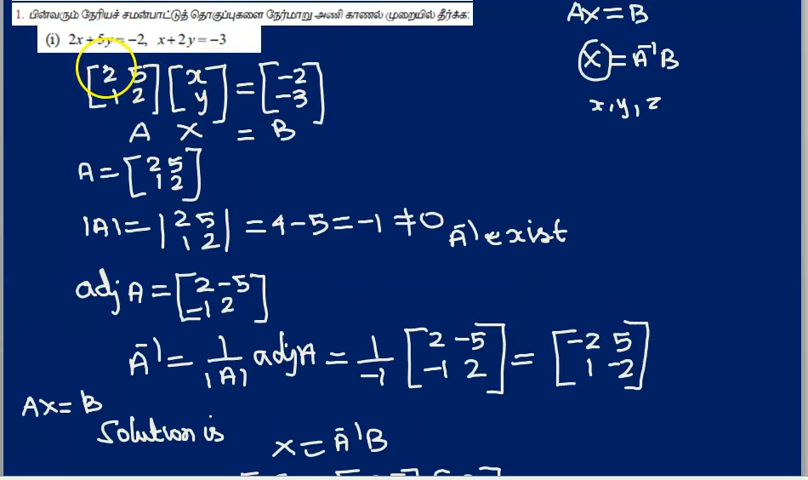 1. பின்வரும் நேரியச் சமன்பாட்டுத் தொகுப்புகளை நேர்மாறு அணி காணல் முறையில் தீர்க்க:
(i) 2x + 5y = −2, x + 2y = −3
AX = B
X = A⁻¹B
x, y, z
[2 5; 1 2] [x; y] = [−2; −3]
A X = B
A = [2 5; 1 2]
|A| = |2 5; 1 2| = 4 − 5 = −1 ≠ 0 A⁻¹ exist
adj A = [2 −5; −1 2]
A⁻¹ = 1/|A| adj A = 1/−1 [2 −5; −1 2] = [−2 5; 1 −2]
AX = B
Solution is
X = A⁻¹B